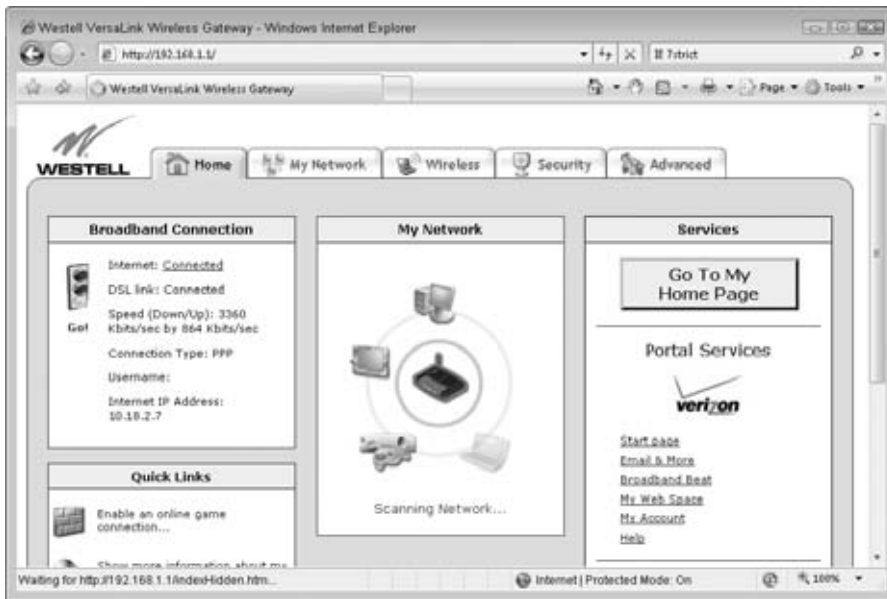 Westell VersaLink Wireless Gateway - Windows Internet Explorer
http://192.168.1.1/
Westell VersaLink Wireless Gateway
Page
Tools
WESTELL
Home
My Network
Wireless
Security
Advanced
Broadband Connection
Internet: Connected
DSL link: Connected
Speed (Down/Up): 3360
Kbits/sec by 864 Kbits/sec
Go!
Connection Type: PPP
Username:
Internet IP Address:
10.18.2.7
Quick Links
Enable an online game
connection...
Show more information about my
My Network
Scanning Network...
Services
Go To My
Home Page
Portal Services
verizon
Start page
Email & More
Broadband Beat
My Web Space
My Account
Help
Waiting for http://192.168.1.1/indexHidden.htm...
Internet | Protected Mode: On
100%